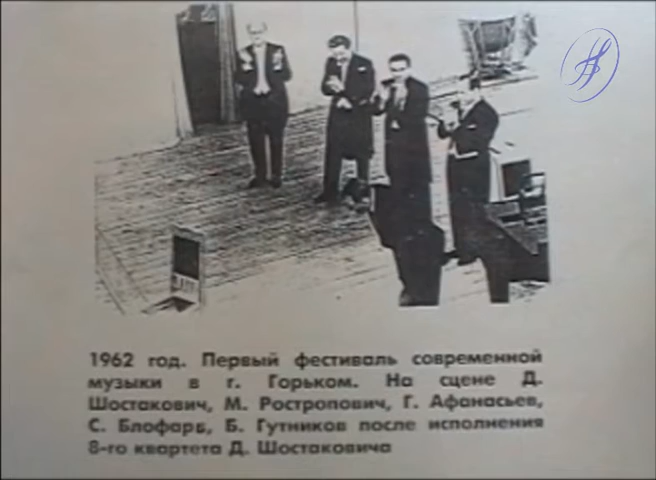 1962 год. Первый фестиваль современной
музыки в г. Горьком. На сцене Д.
Шостакович, М. Ростропович, Г. Афанасьев,
С. Блофарв, Б. Гутников после исполнения
8-го квартета Д. Шостаковича